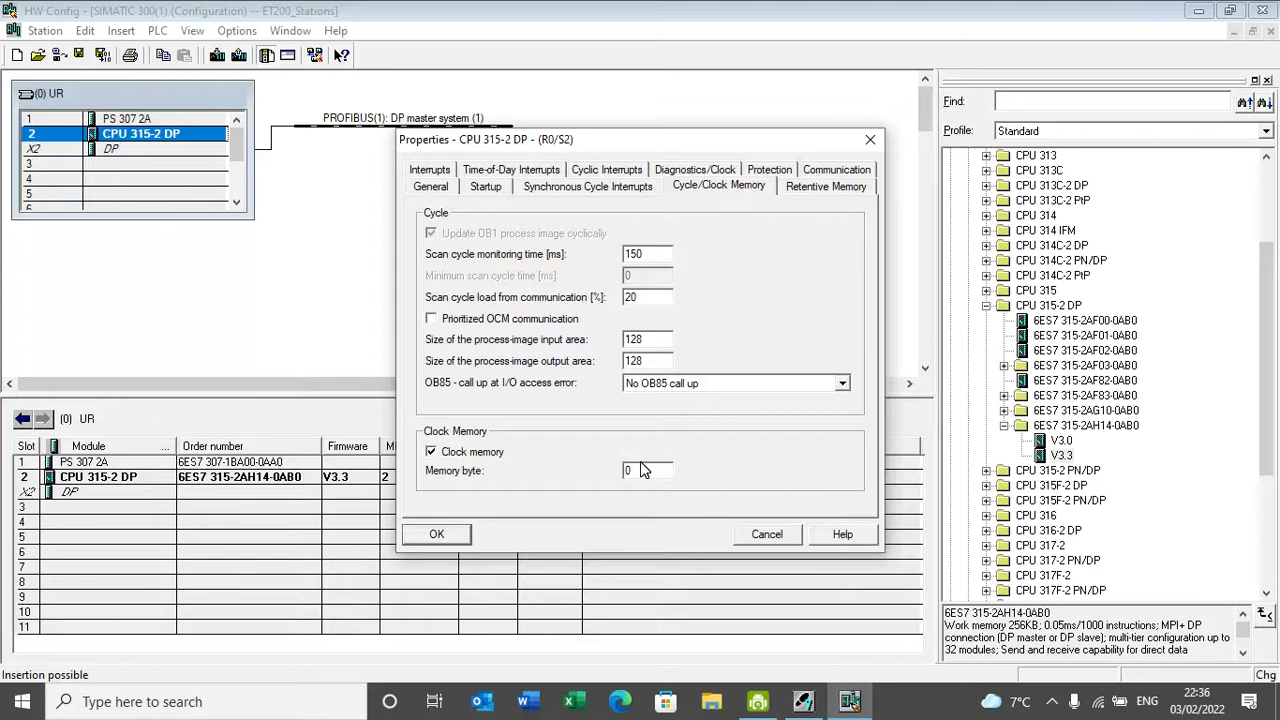 HW Config - [SIMATIC 300(1) (Configuration) -- ET200_Stations]
Station Edit Insert PLC View Options Window Help
(0) UR
1 PS 307 2A
2 CPU 315-2 DP
X2 DP
3
4
5
6
PROFIBUS(1): DP master system (1)
Properties - CPU 315-2 DP - (R0/S2)
Interrupts Time-of-Day Interrupts Cyclic Interrupts Diagnostics/Clock Protection Communication
General Startup Synchronous Cycle Interrupts Cycle/Clock Memory Retentive Memory
Cycle
Update OB1 process image cyclically
Scan cycle monitoring time [ms]: 150
Minimum scan cycle time [ms]: 0
Scan cycle load from communication [%]: 20
Prioritized OCM communication
Size of the process-image input area: 128
Size of the process-image output area: 128
OB85 - call up at I/O access error: No OB85 call up
Clock Memory
Clock memory
Memory byte: 0
OK Cancel Help
(0) UR
Slot Module ... Order number Firmware
1 PS 307 2A 6ES7 307-1BA00-0AA0
2 CPU 315-2 DP 6ES7 315-2AH14-0AB0 V3.3 2
X2 DP
3
4
5
6
7
8
9
10
11
Find:
Profile: Standard
CPU 313
CPU 313C
CPU 313C-2 DP
CPU 313C-2 PtP
CPU 314
CPU 314 IFM
CPU 314C-2 DP
CPU 314C-2 PN/DP
CPU 314C-2 PtP
CPU 315
CPU 315-2 DP
6ES7 315-2AF00-0AB0
6ES7 315-2AF01-0AB0
6ES7 315-2AF02-0AB0
6ES7 315-2AF03-0AB0
6ES7 315-2AF82-0AB0
6ES7 315-2AF83-0AB0
6ES7 315-2AG10-0AB0
6ES7 315-2AH14-0AB0
V3.0
V3.3
CPU 315-2 PN/DP
CPU 315F-2 DP
CPU 315F-2 PN/DP
CPU 316
CPU 316-2 DP
CPU 317-2
CPU 317-2 PN/DP
CPU 317F-2
CPU 317F-2 PN/DP
6ES7 315-2AH14-0AB0
Work memory 256KB; 0.05ms/1000 instructions; MPI+ DP
connection (DP master or DP slave); multi-tier configuration up to
32 modules; Send and receive capability for direct data
Insertion possible
Chg
Type here to search
7°C
ENG
22:36
03/02/2022